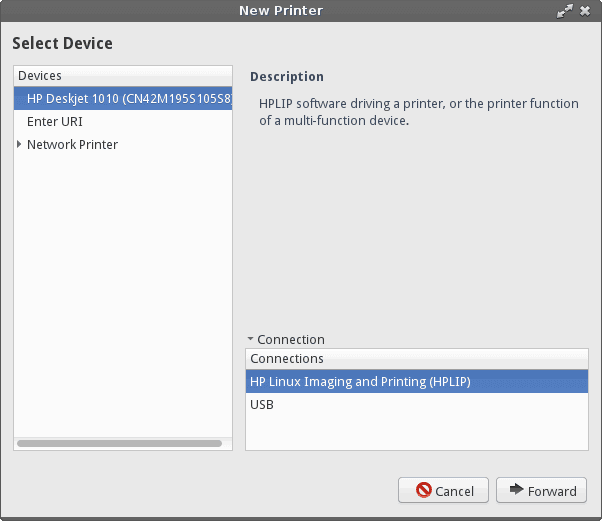 New Printer
Select Device
Devices
HP Deskjet 1010 (CN42M195S105S8
Enter URI
Network Printer
Description
HPLIP software driving a printer, or the printer function
of a multi-function device.
Connection
Connections
HP Linux Imaging and Printing (HPLIP)
USB
Cancel
Forward